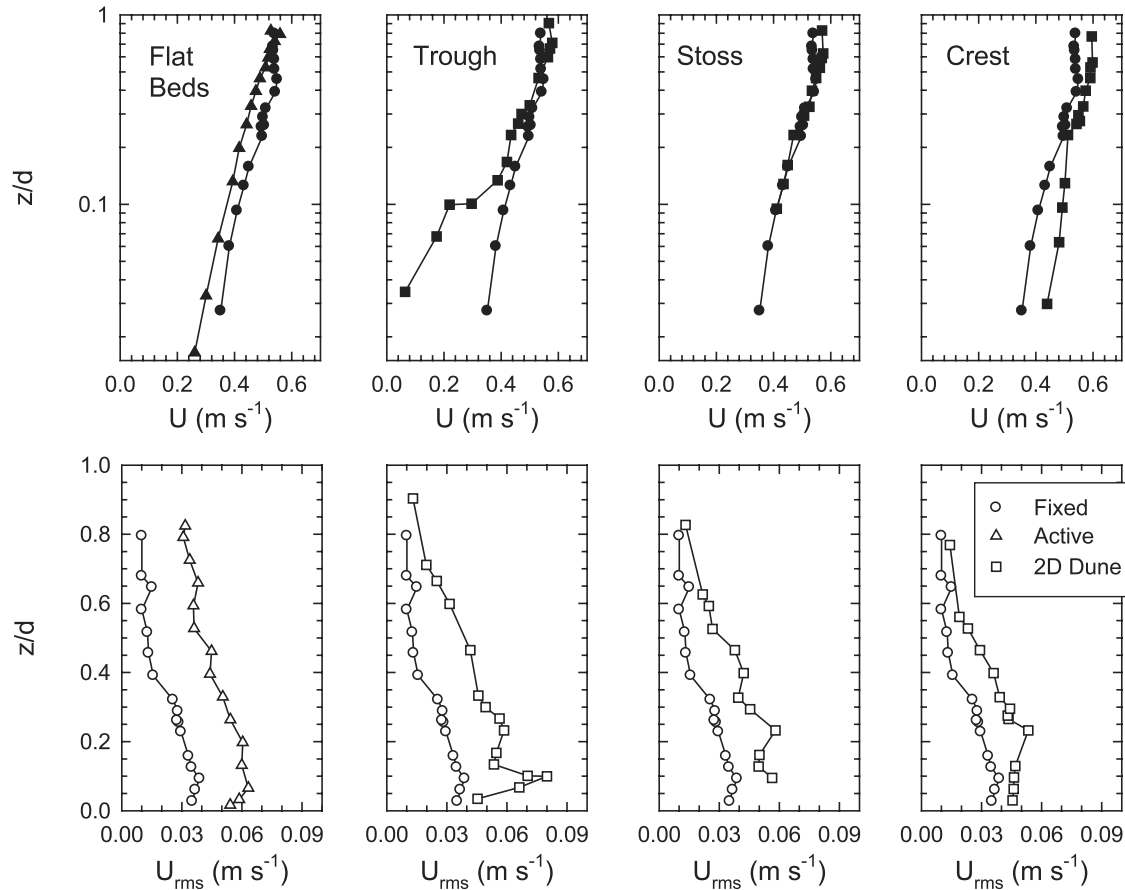 1
0.1
z/d
Flat
Beds
0.0 0.2 0.4 0.6
U (m s-1)
Trough
0.0 0.2 0.4 0.6
U (m s-1)
Stoss
0.0 0.2 0.4 0.6
U (m s-1)
Crest
0.0 0.2 0.4 0.6
U (m s-1)
1.0
0.8
0.6
0.4
0.2
0.0
z/d
0.00 0.03 0.06 0.09
Urms (m s-1)
0.00 0.03 0.06 0.09
Urms (m s-1)
0.00 0.03 0.06 0.09
Urms (m s-1)
Fixed
Active
2D Dune
0.00 0.03 0.06 0.09
Urms (m s-1)